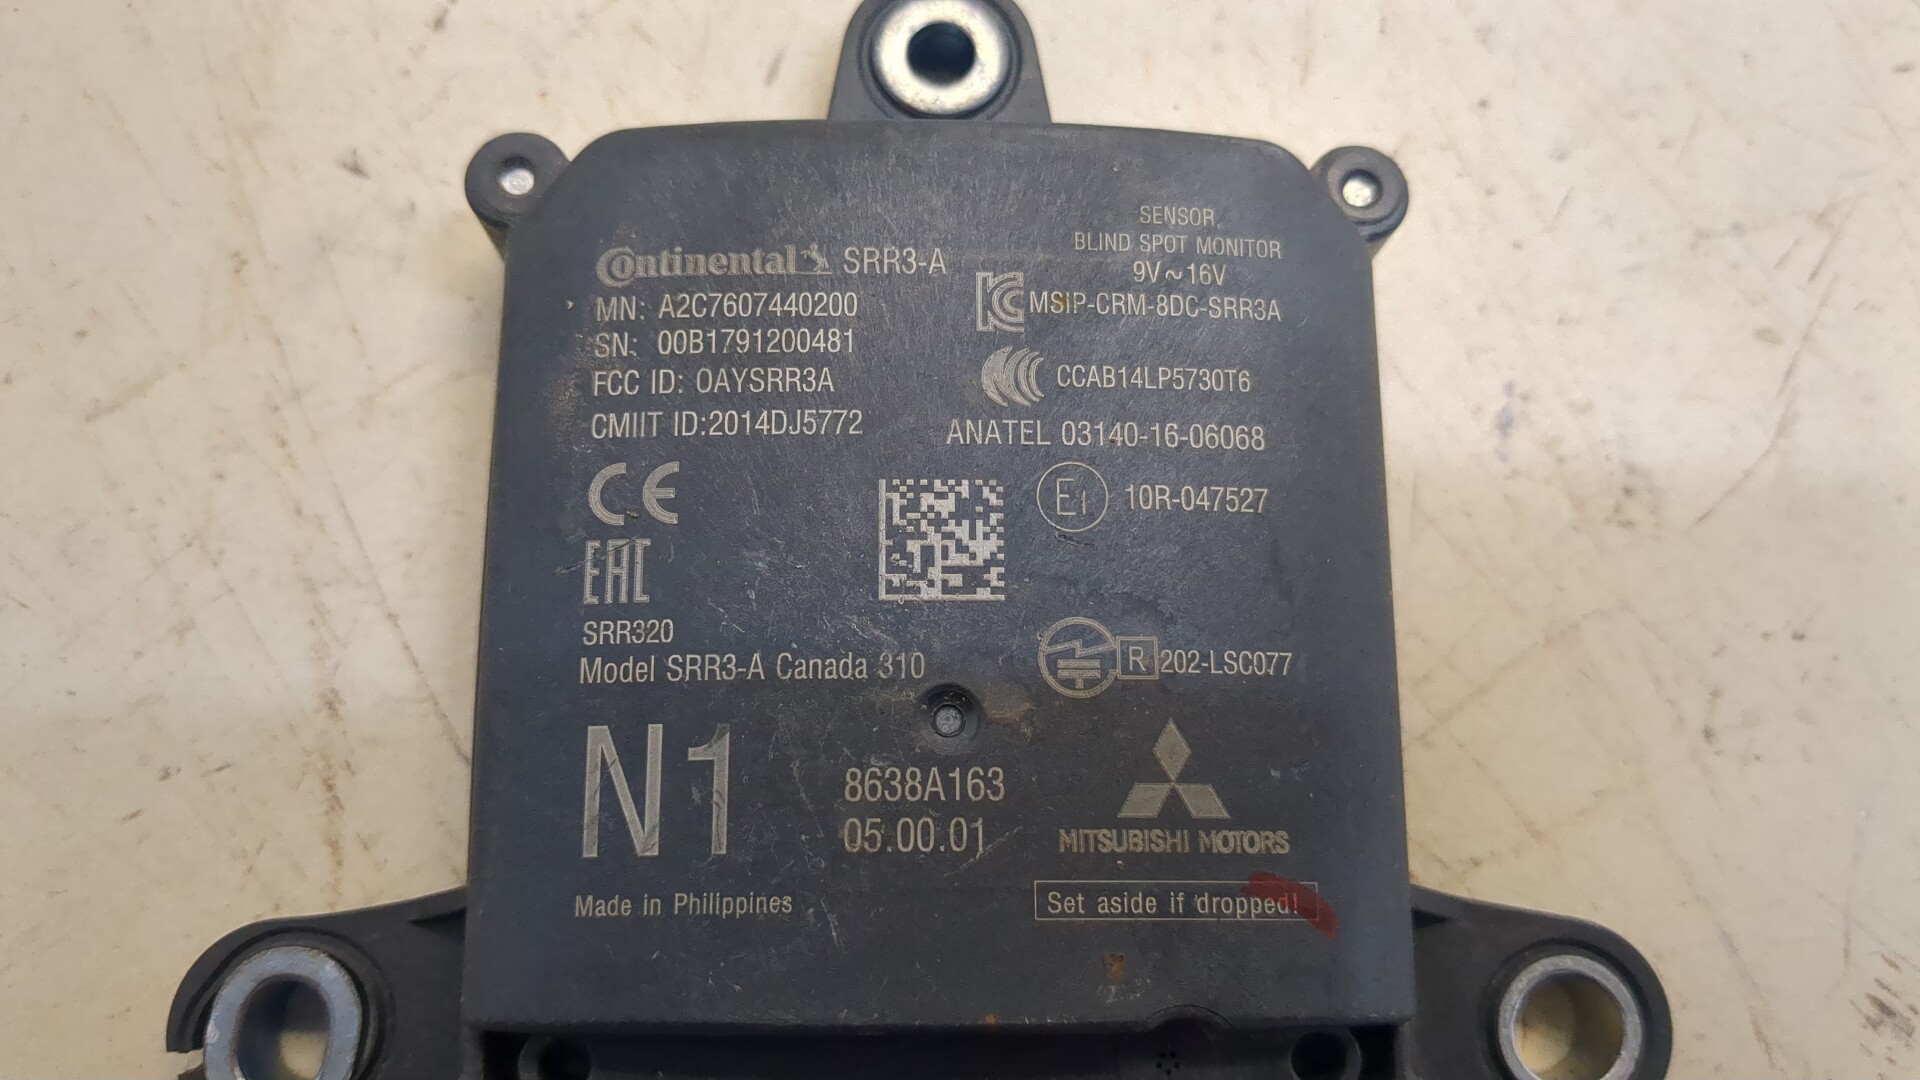 Continental SRR3-A
MN: A2C7607440200
SN: 00B1791200481
FCC ID: OAYSRR3A
CMIIT ID:2014DJ5772
SENSOR,
BLIND SPOT MONITOR
9V~16V
MSIP-CRM-8DC-SRR3A
CCAB14LP5730T6
ANATEL 03140-16-06068
CE
E1 10R-047527
EAC
SRR320
Model SRR3-A Canada 310
R 202-LSC077
N1
8638A163
05.00.01
MITSUBISHI MOTORS
Made in Philippines
Set aside if dropped!